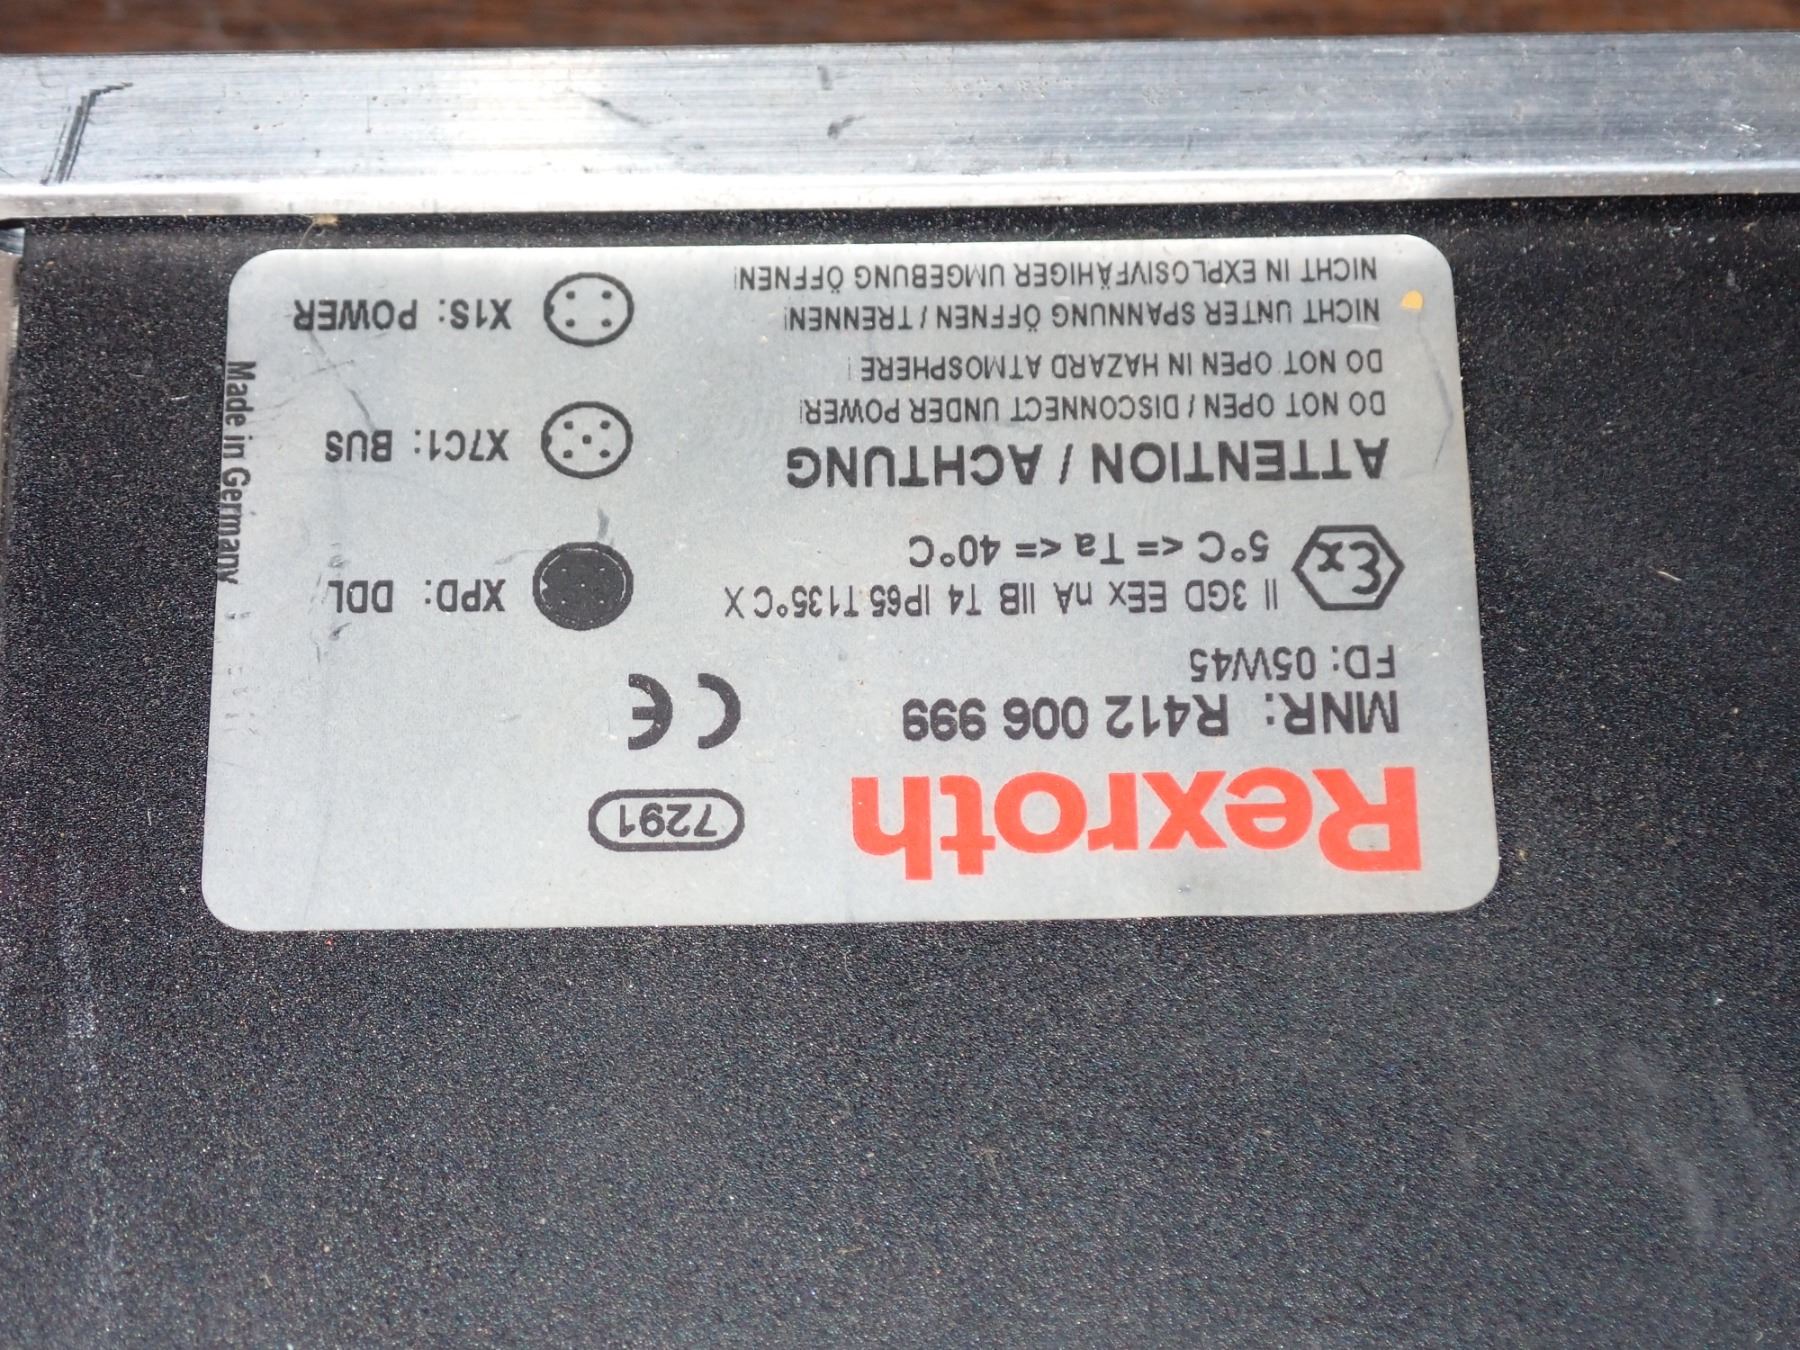 Rexroth
7291
MNR: R412 006 999
FD: 05W45
CE
Ex
II 3GD EEx nA IIB T4 IP65 T135°C X
5°C <= Ta <= 40°C
ATTENTION / ACHTUNG
DO NOT OPEN / DISCONNECT UNDER POWER!
DO NOT OPEN IN HAZARD ATMOSPHERE!
NICHT UNTER SPANNUNG ÖFFNEN / TRENNEN!
NICHT IN EXPLOSIVFÄHIGER UMGEBUNG ÖFFNEN!
XPD: DDL
X7C1: BUS
X1S: POWER
Made in Germany